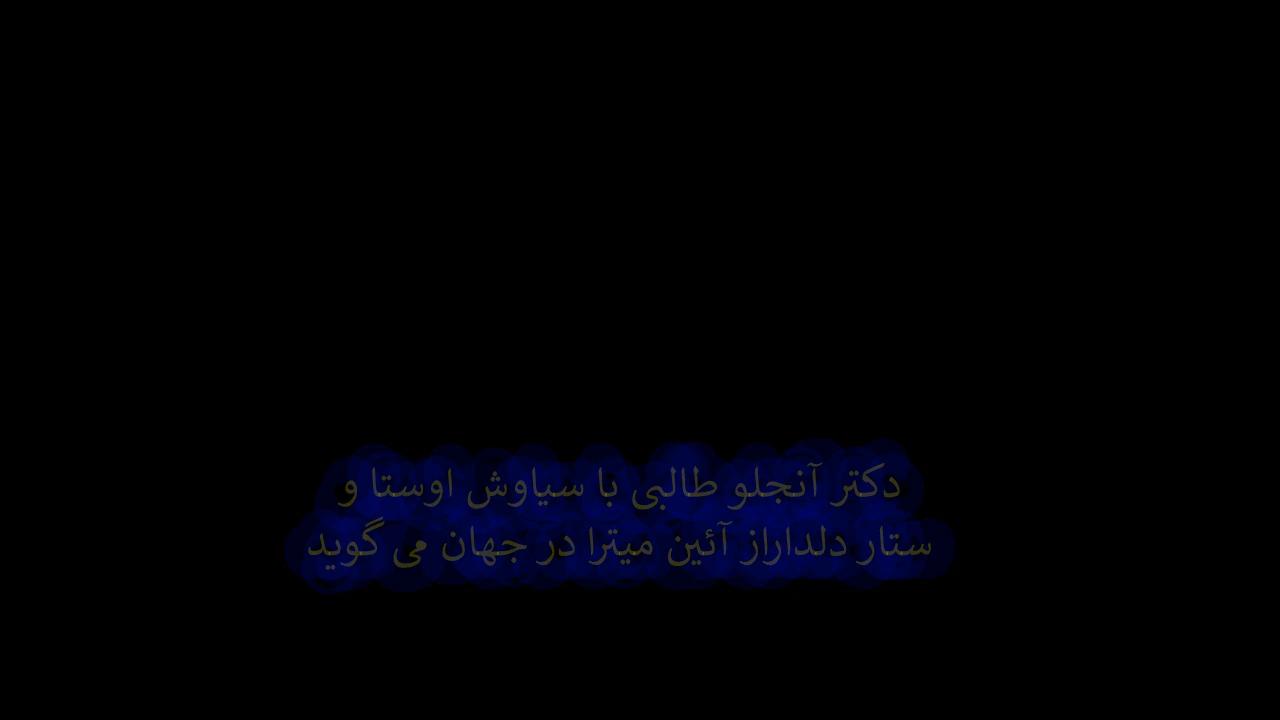 دکتر آنجلو طالبی با سیاوش اوستا و
ستار دلداراز آئین میترا در جهان می گوید